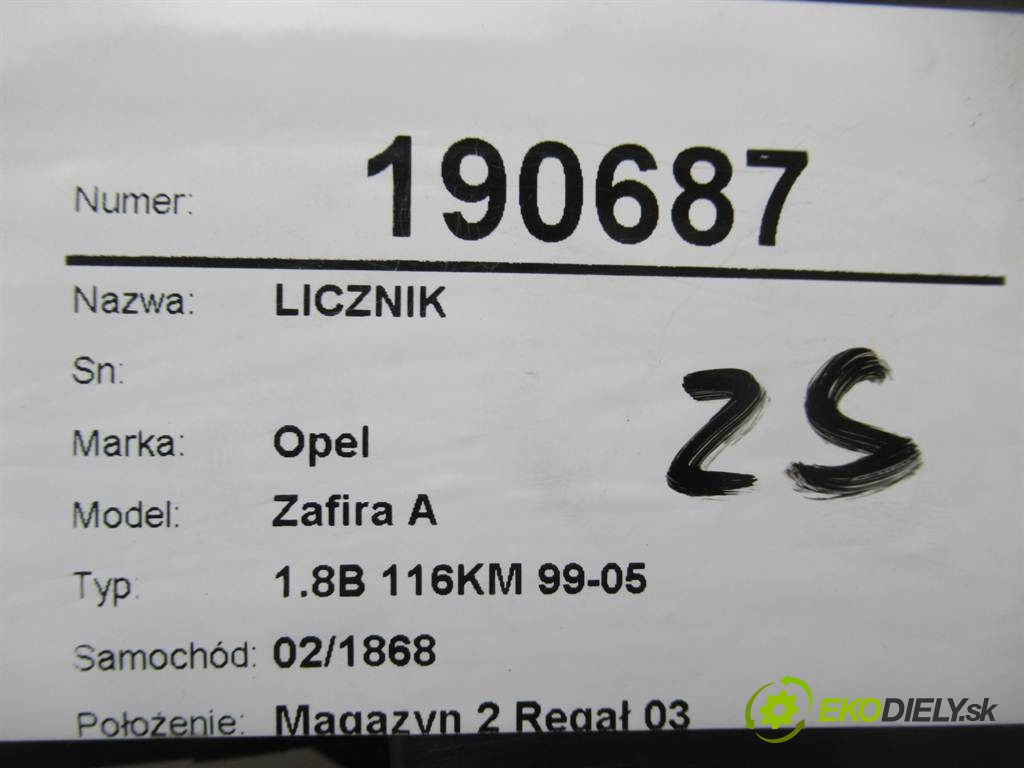 Numer: 190687
Nazwa: LICZNIK
Sn:
ZS
Marka: Opel
Model: Zafira A
Typ: 1.8B 116KM 99-05
Samochód: 02/1868
Położenie: Magazyn 2 Regał 03
EKODIELY.sk